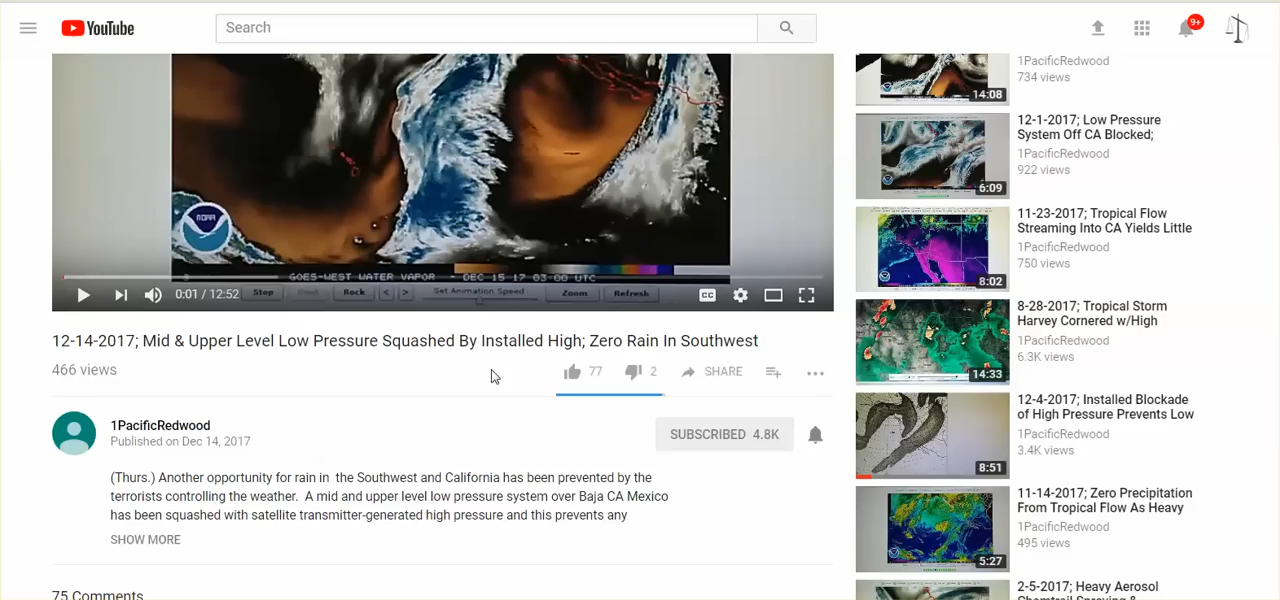 YouTube
Search
9+
NOAA
GOES-WEST WATER VAPOR - DEC 15 17 03:00 UTC
Stop
Rock
<
>
Set Animation Speed
Zoom
Refresh
0:01 / 12:52
CC
12-14-2017; Mid & Upper Level Low Pressure Squashed By Installed High; Zero Rain In Southwest
466 views
77
2
SHARE
1PacificRedwood
Published on Dec 14, 2017
SUBSCRIBED 4.8K
(Thurs.) Another opportunity for rain in the Southwest and California has been prevented by the
terrorists controlling the weather. A mid and upper level low pressure system over Baja CA Mexico
has been squashed with satellite transmitter-generated high pressure and this prevents any
SHOW MORE
75 Comments
14:08
1PacificRedwood
734 views
6:09
12-1-2017; Low Pressure
System Off CA Blocked;
1PacificRedwood
922 views
8:02
11-23-2017; Tropical Flow
Streaming Into CA Yields Little
1PacificRedwood
750 views
14:33
8-28-2017; Tropical Storm
Harvey Cornered w/High
1PacificRedwood
6.3K views
8:51
12-4-2017; Installed Blockade
of High Pressure Prevents Low
1PacificRedwood
3.4K views
5:27
11-14-2017; Zero Precipitation
From Tropical Flow As Heavy
1PacificRedwood
495 views
2-5-2017; Heavy Aerosol
Chemtrail Spraying &